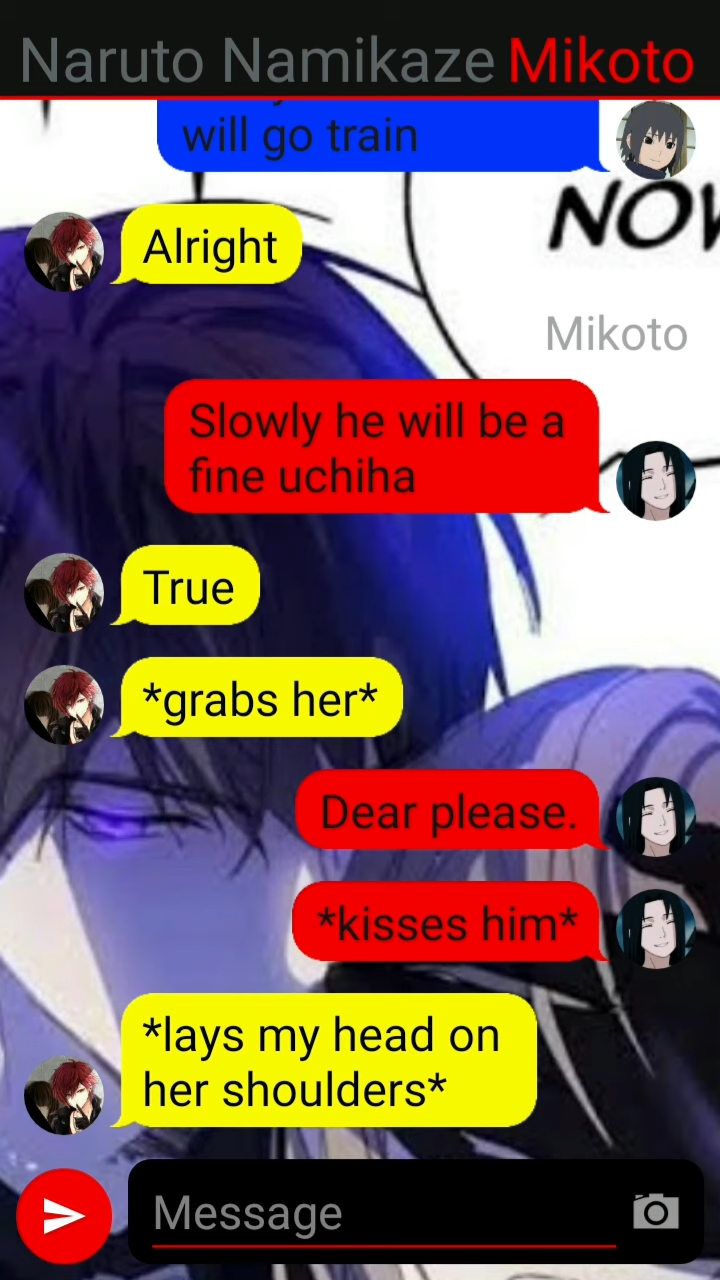 Naruto Namikaze Mikoto
will go train
Alright
NOW
Mikoto
Slowly he will be a
fine uchiha
True
*grabs her*
Dear please.
*kisses him*
*lays my head on
her shoulders*
Message